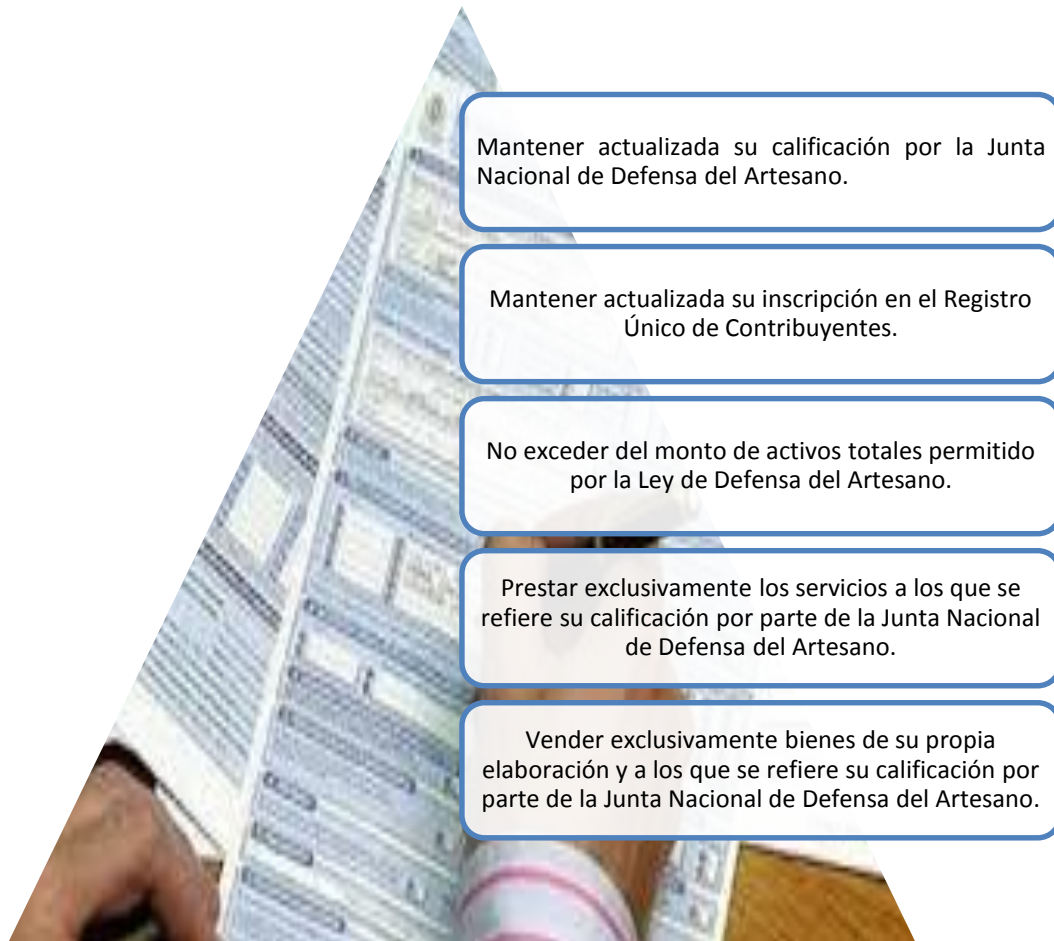 Mantener actualizada su calificación por la Junta
Nacional de Defensa del Artesano.
Mantener actualizada su inscripción en el Registro
Único de Contribuyentes.
No exceder del monto de activos totales permitido
por la Ley de Defensa del Artesano.
Prestar exclusivamente los servicios a los que se
refiere su calificación por parte de la Junta Nacional
de Defensa del Artesano.
Vender exclusivamente bienes de su propia
elaboración y a los que se refiere su calificación por
parte de la Junta Nacional de Defensa del Artesano.